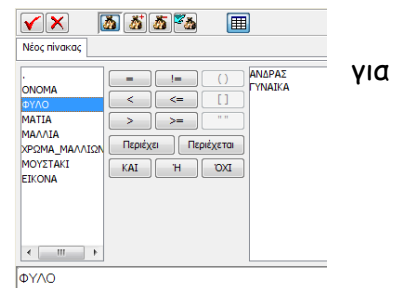 Νέος πίνακας
για
.
ΟΝΟΜΑ
ΦΥΛΟ
ΜΑΤΙΑ
ΜΑΛΛΙΑ
ΧΡΩΜΑ_ΜΑΛΛΙΩΝ
ΜΟΥΣΤΑΚΙ
ΕΙΚΟΝΑ
= != ( )
< <= [ ]
> >= " "
Περιέχει Περιέχεται
ΚΑΙ Ή ΌΧΙ
ΑΝΔΡΑΣ
ΓΥΝΑΙΚΑ
ΦΥΛΟ